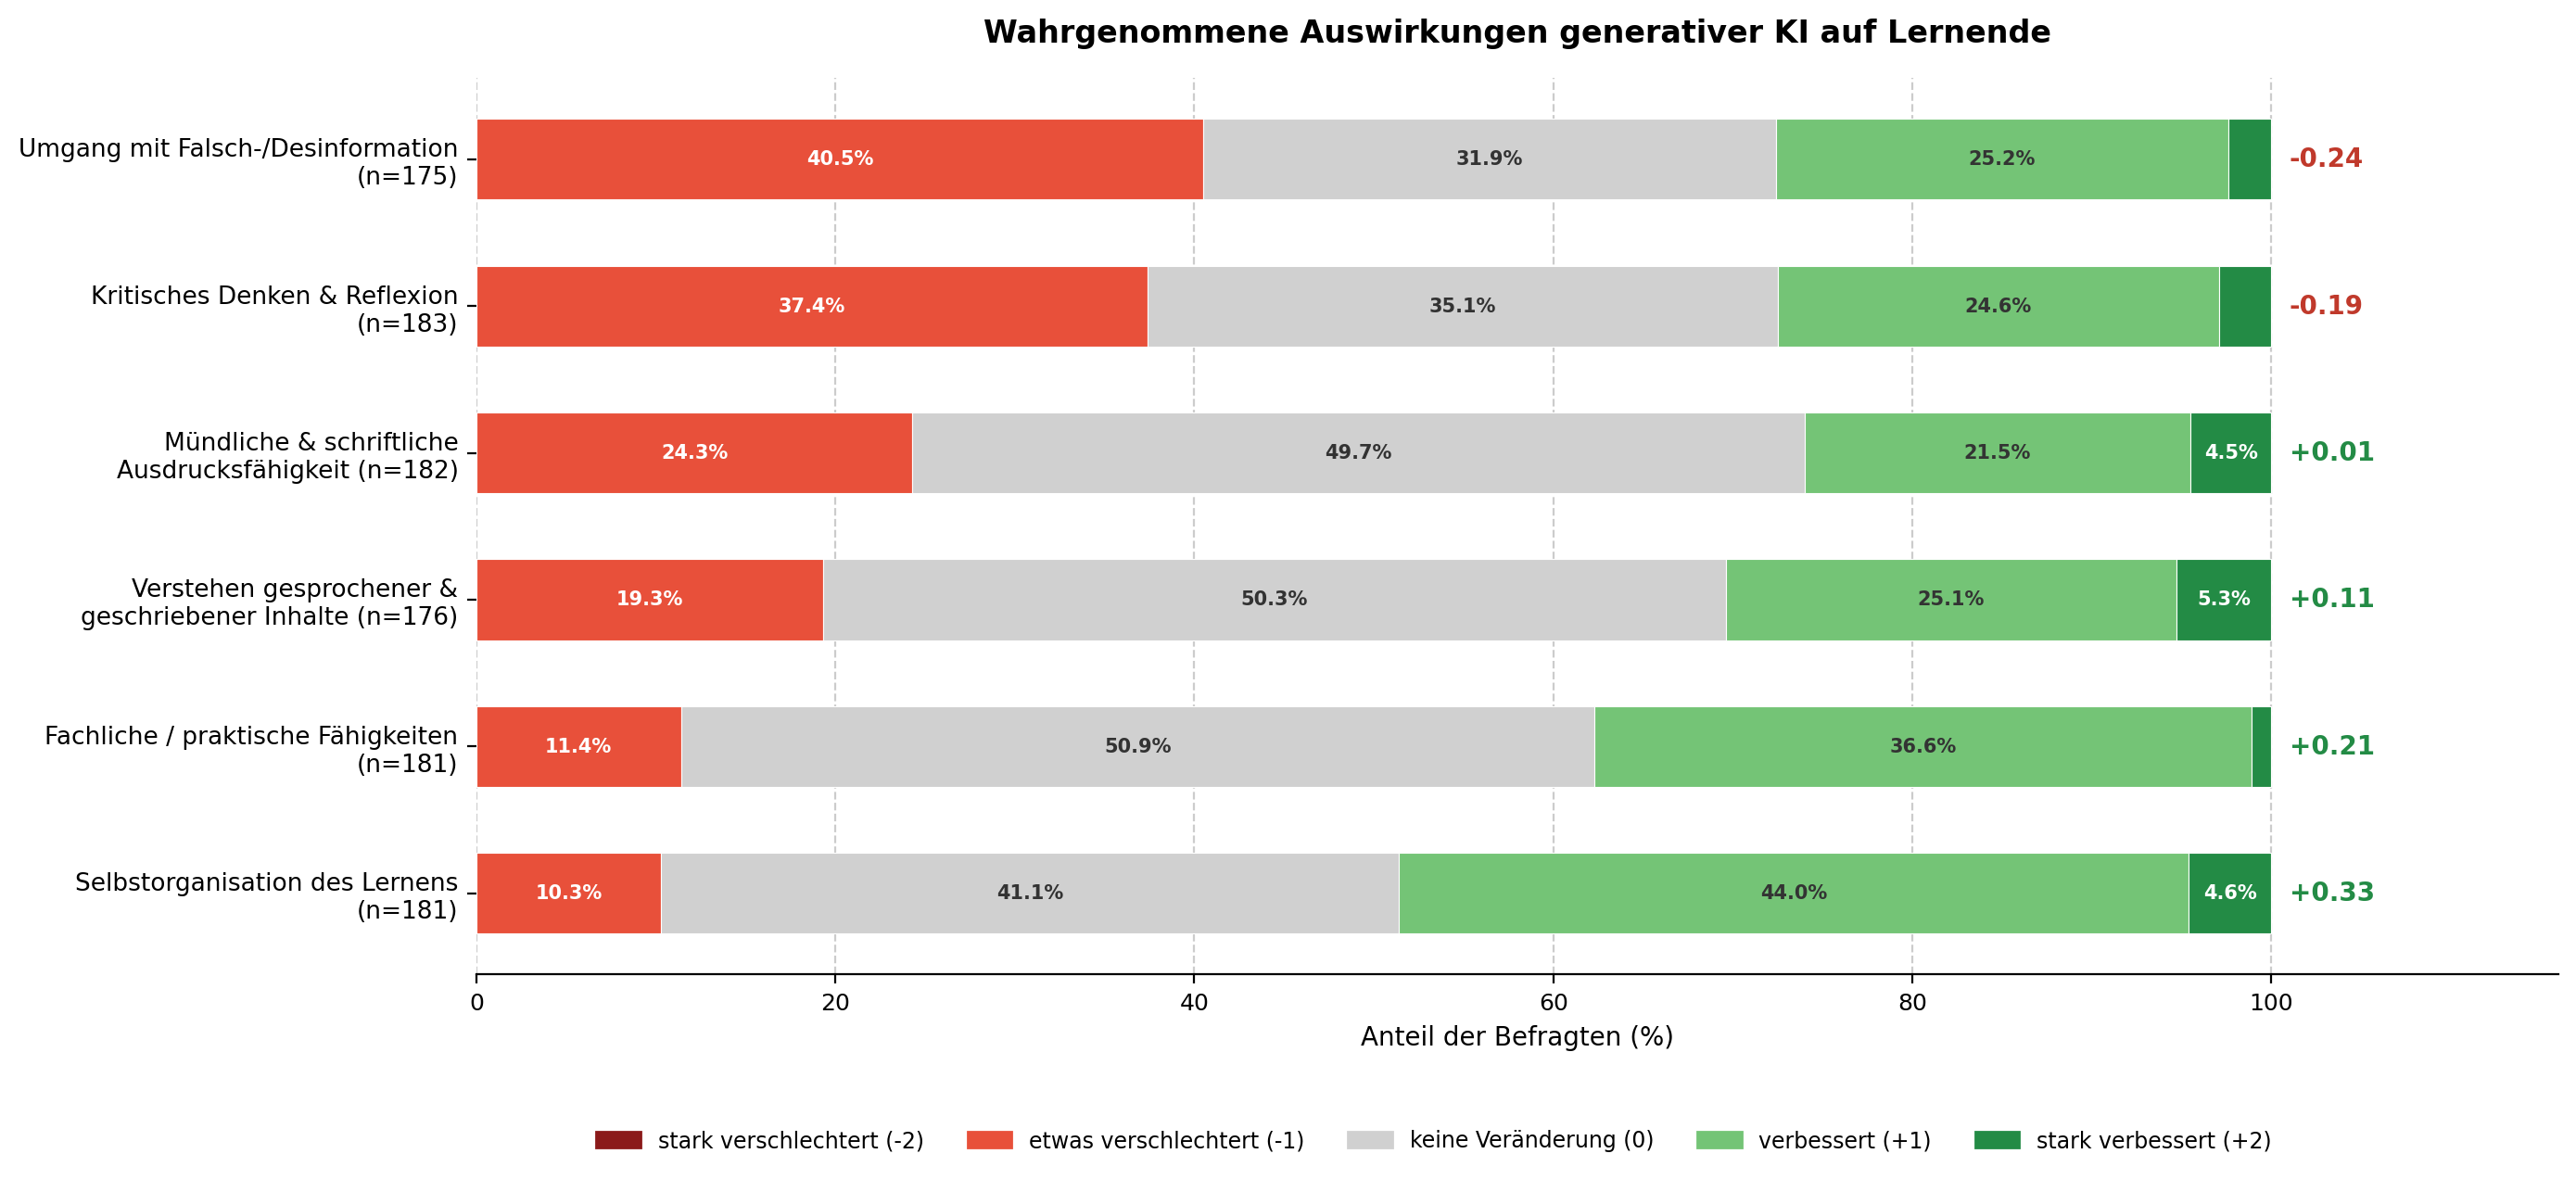 Wahrgenommene Auswirkungen generativer KI auf Lernende
Umgang mit Falsch-/Desinformation
(n=175)
40.5%
31.9%
25.2%
-0.24
Kritisches Denken & Reflexion
(n=183)
37.4%
35.1%
24.6%
-0.19
Mündliche & schriftliche
Ausdrucksfähigkeit (n=182)
24.3%
49.7%
21.5%
4.5%
+0.01
Verstehen gesprochener &
geschriebener Inhalte (n=176)
19.3%
50.3%
25.1%
5.3%
+0.11
Fachliche / praktische Fähigkeiten
(n=181)
11.4%
50.9%
36.6%
+0.21
Selbstorganisation des Lernens
(n=181)
10.3%
41.1%
44.0%
4.6%
+0.33
0
20
40
60
80
100
Anteil der Befragten (%)
stark verschlechtert (-2)
etwas verschlechtert (-1)
keine Veränderung (0)
verbessert (+1)
stark verbessert (+2)